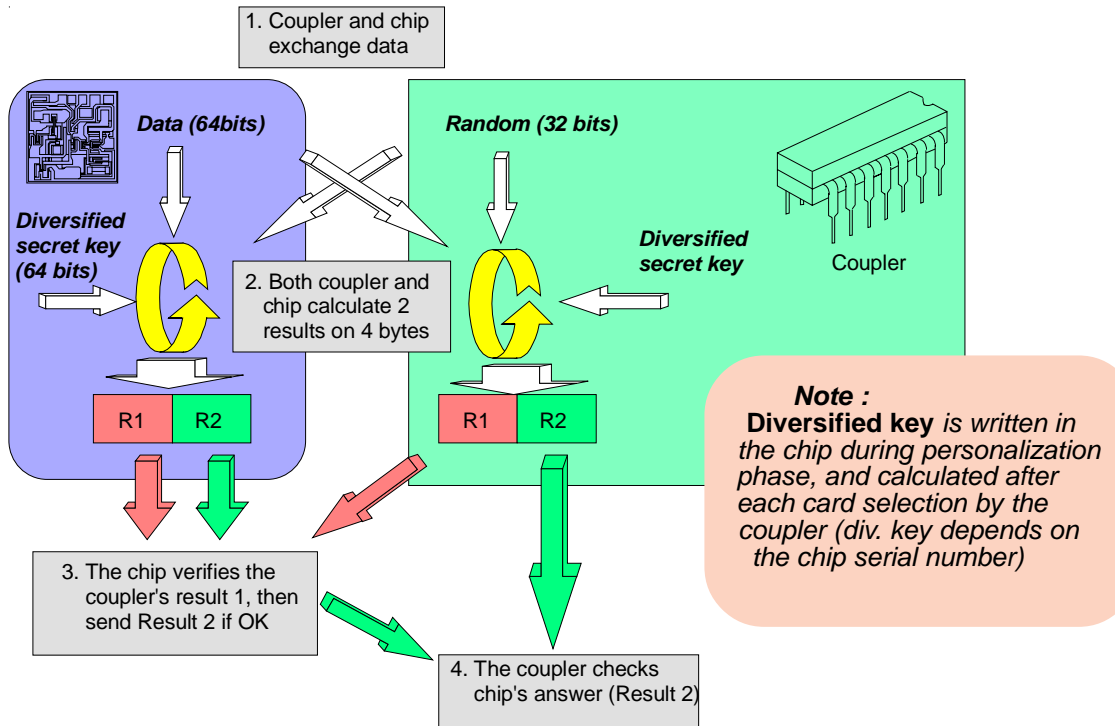 1. Coupler and chip
exchange data
Data (64bits)
Random (32 bits)
Diversified
secret key
(64 bits)
Diversified
secret key
Coupler
2. Both coupler and
chip calculate 2
results on 4 bytes
R1
R2
R1
R2
Note :
Diversified key is written in
the chip during personalization
phase, and calculated after
each card selection by the
coupler (div. key depends on
the chip serial number)
3. The chip verifies the
coupler's result 1, then
send Result 2 if OK
4. The coupler checks
chip's answer (Result 2)